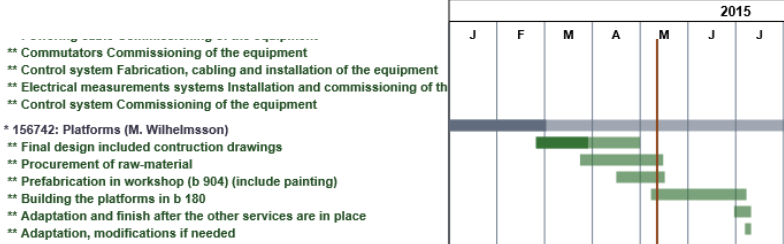 2015
J F M A M J J
** Commutators Commissioning of the equipment
** Control system Fabrication, cabling and installation of the equipment
** Electrical measurements systems Installation and commissioning of th
** Control system Commissioning of the equipment
* 156742: Platforms (M. Wilhelmsson)
** Final design included contruction drawings
** Procurement of raw-material
** Prefabrication in workshop (b 904) (include painting)
** Building the platforms in b 180
** Adaptation and finish after the other services are in place
** Adaptation, modifications if needed